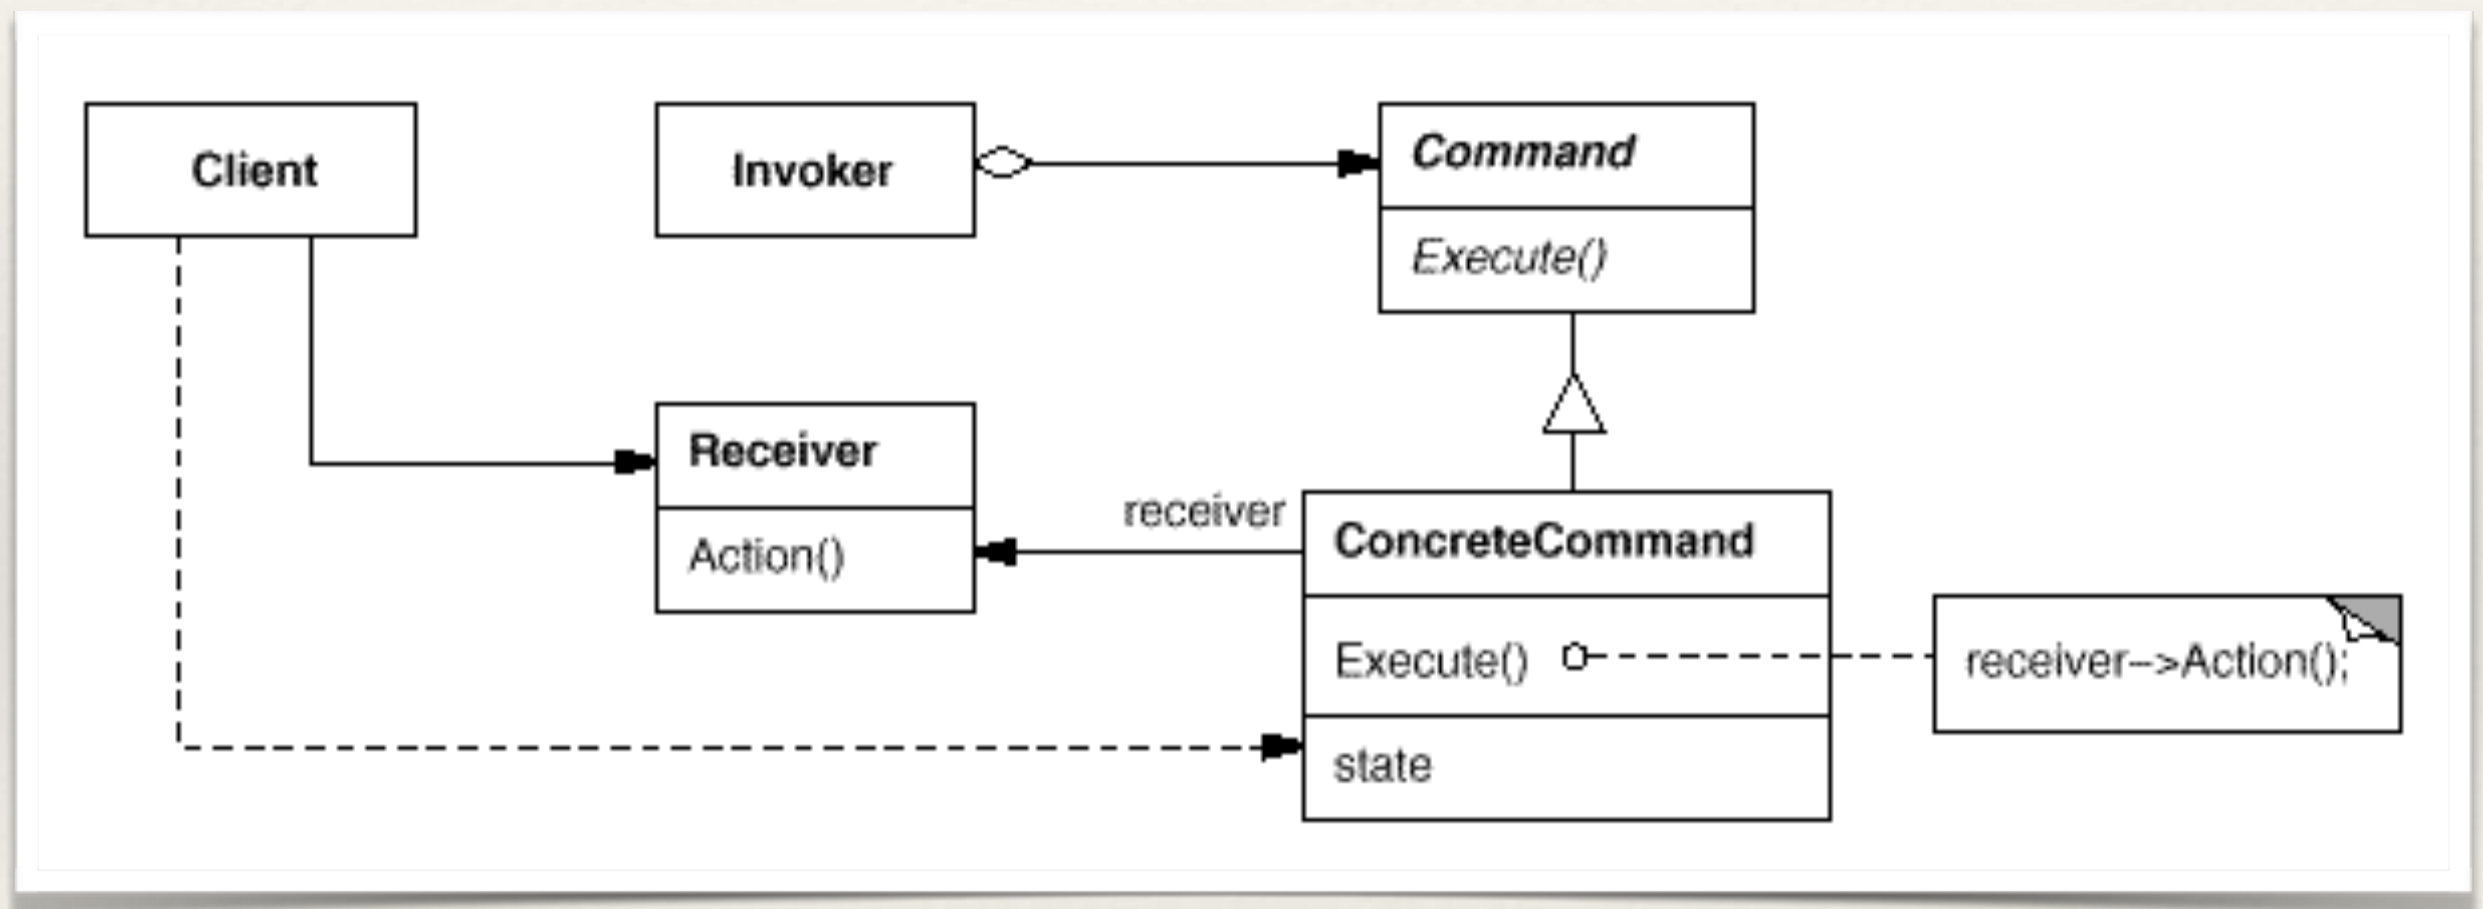 Client
Invoker
Command
Execute()
Receiver
Action()
receiver
ConcreteCommand
Execute()
receiver-->Action();
state